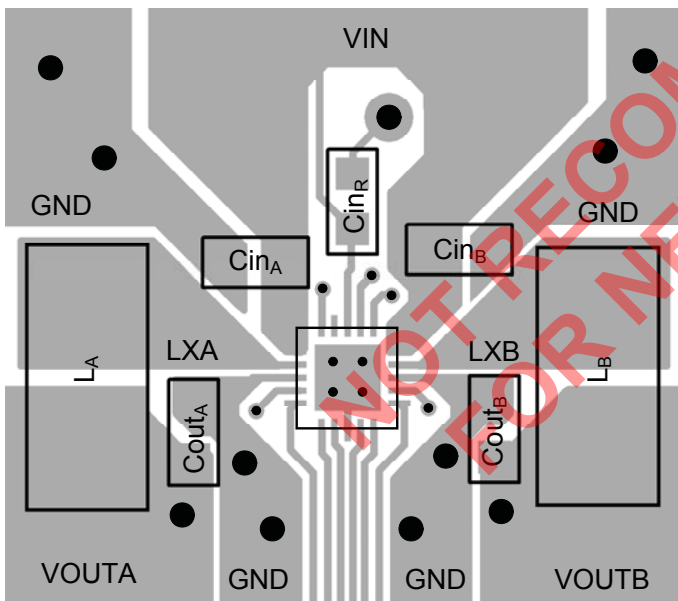 VIN
GND
GND
CinR
CinA
CinB
LA
LXA
LXB
LB
CoutA
CoutB
VOUTA
GND
GND
VOUTB
NOT RECOM
FOR NE